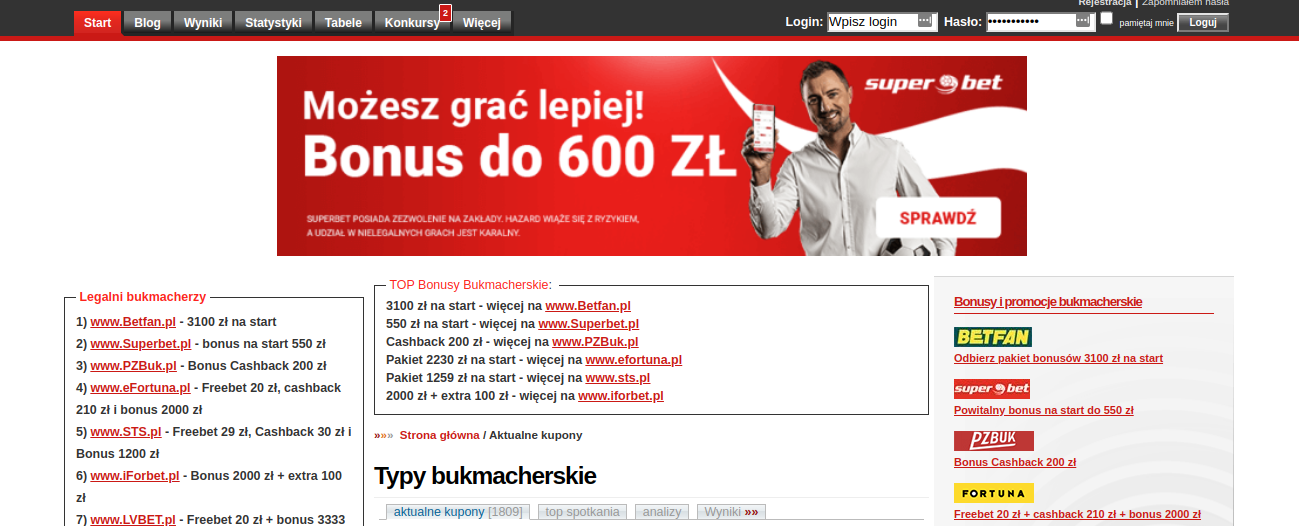 Start Blog Wyniki Statystyki Tabele Konkursy 2 Więcej
Rejestracja | Zapomniałem hasła
Login: Wpisz login Hasło: ••••••••••• pamiętaj mnie Loguj
Możesz grać lepiej!
Bonus do 600 ZŁ
SUPERBET POSIADA ZEZWOLENIE NA ZAKŁADY. HAZARD WIĄŻE SIĘ Z RYZYKIEM,
A UDZIAŁ W NIELEGALNYCH GRACH JEST KARALNY.
superbet
SPRAWDŹ
Legalni bukmacherzy
1) www.Betfan.pl - 3100 zł na start
2) www.Superbet.pl - bonus na start 550 zł
3) www.PZBuk.pl - Bonus Cashback 200 zł
4) www.eFortuna.pl - Freebet 20 zł, cashback
210 zł i bonus 2000 zł
5) www.STS.pl - Freebet 29 zł, Cashback 30 zł i
Bonus 1200 zł
6) www.iForbet.pl - Bonus 2000 zł + extra 100
zł
7) www.LVBET.pl - Freebet 20 zł + bonus 3333
TOP Bonusy Bukmacherskie:
3100 zł na start - więcej na www.Betfan.pl
550 zł na start - więcej na www.Superbet.pl
Cashback 200 zł - więcej na www.PZBuk.pl
Pakiet 2230 zł na start - więcej na www.efortuna.pl
Pakiet 1259 zł na start - więcej na www.sts.pl
2000 zł + extra 100 zł - więcej na www.iforbet.pl
»»» Strona główna / Aktualne kupony
Typy bukmacherskie
aktualne kupony [1809] top spotkania analizy Wyniki »»
Bonusy i promocje bukmacherskie
BETFAN
Odbierz pakiet bonusów 3100 zł na start
superbet
Powitalny bonus na start do 550 zł
PZBUK
Bonus Cashback 200 zł
FORTUNA
Freebet 20 zł + cashback 210 zł + bonus 2000 zł